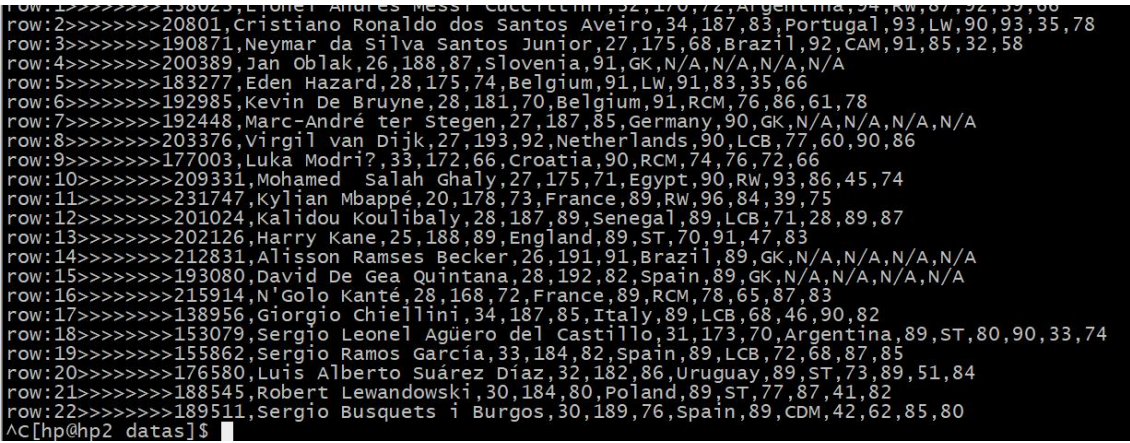 row:1>>>>>>>>158023,Lionel Andrés Messi Cuccittini,32,170,72,Argentina,94,RW,87,92,39,66
row:2>>>>>>>>20801,Cristiano Ronaldo dos Santos Aveiro,34,187,83,Portugal,93,LW,90,93,35,78
row:3>>>>>>>>190871,Neymar da Silva Santos Junior,27,175,68,Brazil,92,CAM,91,85,32,58
row:4>>>>>>>>200389,Jan Oblak,26,188,87,Slovenia,91,GK,N/A,N/A,N/A,N/A
row:5>>>>>>>>183277,Eden Hazard,28,175,74,Belgium,91,LW,91,83,35,66
row:6>>>>>>>>192985,Kevin De Bruyne,28,181,70,Belgium,91,RCM,76,86,61,78
row:7>>>>>>>>192448,Marc-André ter Stegen,27,187,85,Germany,90,GK,N/A,N/A,N/A,N/A
row:8>>>>>>>>203376,Virgil van Dijk,27,193,92,Netherlands,90,LCB,77,60,90,86
row:9>>>>>>>>177003,Luka Modri?,33,172,66,Croatia,90,RCM,74,76,72,66
row:10>>>>>>>>209331,Mohamed  Salah Ghaly,27,175,71,Egypt,90,RW,93,86,45,74
row:11>>>>>>>>231747,Kylian Mbappé,20,178,73,France,89,RW,96,84,39,75
row:12>>>>>>>>201024,Kalidou Koulibaly,28,187,89,Senegal,89,LCB,71,28,89,87
row:13>>>>>>>>202126,Harry Kane,25,188,89,England,89,ST,70,91,47,83
row:14>>>>>>>>212831,Alisson Ramses Becker,26,191,91,Brazil,89,GK,N/A,N/A,N/A,N/A
row:15>>>>>>>>193080,David De Gea Quintana,28,192,82,Spain,89,GK,N/A,N/A,N/A,N/A
row:16>>>>>>>>215914,N'Golo Kanté,28,168,72,France,89,RCM,78,65,87,83
row:17>>>>>>>>138956,Giorgio Chiellini,34,187,85,Italy,89,LCB,68,46,90,82
row:18>>>>>>>>153079,Sergio Leonel Agüero del Castillo,31,173,70,Argentina,89,ST,80,90,33,74
row:19>>>>>>>>155862,Sergio Ramos García,33,184,82,Spain,89,LCB,72,68,87,85
row:20>>>>>>>>176580,Luis Alberto Suárez Díaz,32,182,86,Uruguay,89,ST,73,89,51,84
row:21>>>>>>>>188545,Robert Lewandowski,30,184,80,Poland,89,ST,77,87,41,82
row:22>>>>>>>>189511,Sergio Busquets i Burgos,30,189,76,Spain,89,CDM,42,62,85,80
^C[hp@hp2 datas]$